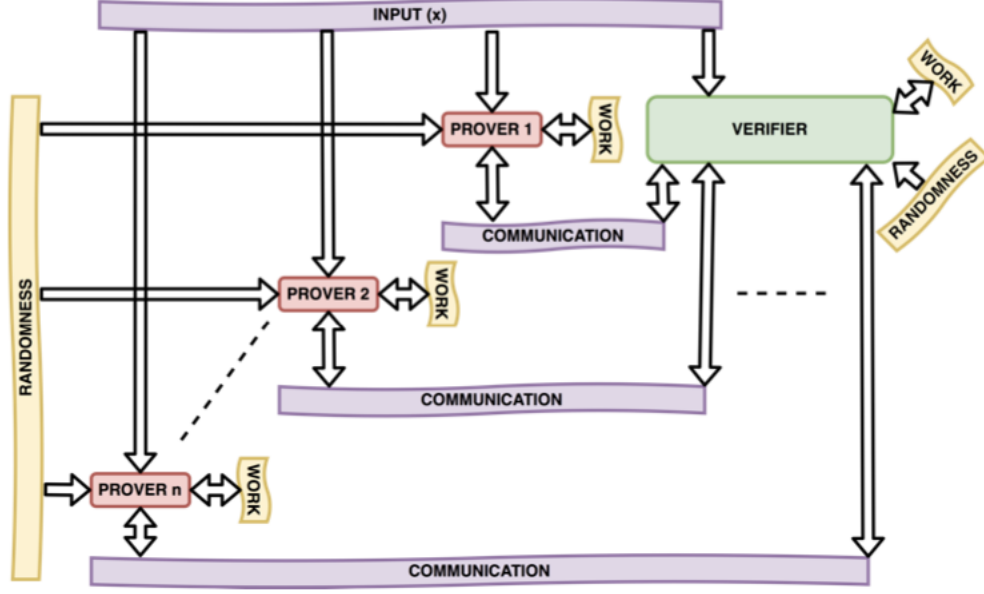 INPUT (x)
WORK
PROVER 1
WORK
VERIFIER
RANDOMNESS
COMMUNICATION
PROVER 2
WORK
RANDOMNESS
COMMUNICATION
PROVER n
WORK
COMMUNICATION